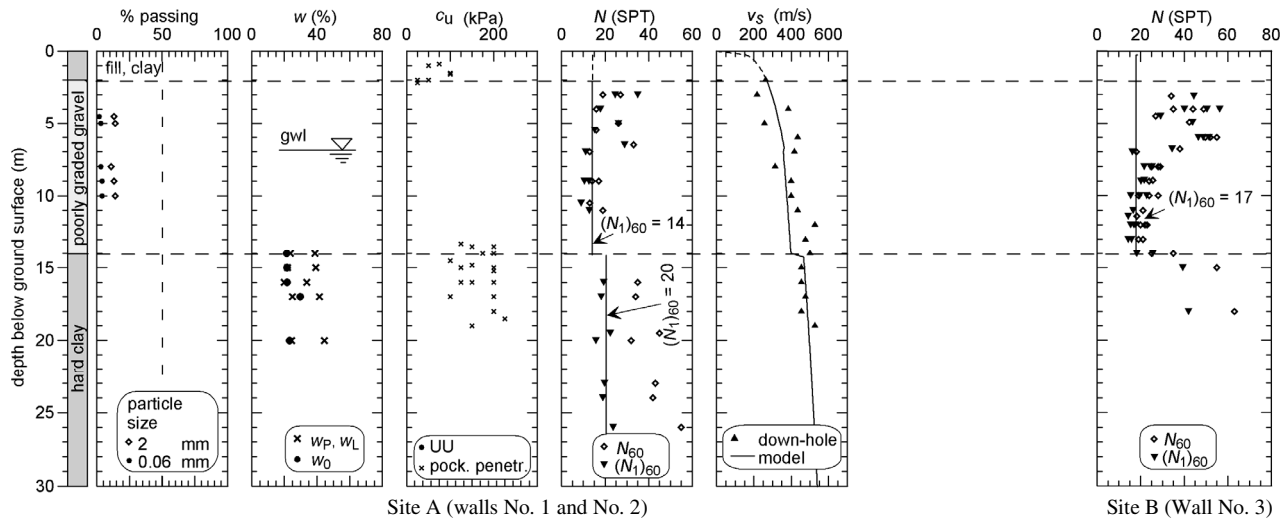 % passing
w (%)
cu (kPa)
N (SPT)
vs (m/s)
N (SPT)
0 50 100
0 40 80
0 200
0 20 40 60
0 200 400 600
0 20 40 60 80
depth below ground surface (m)
0
5
10
15
20
25
30
poorly graded gravel
hard clay
fill, clay
gwl
(N1)60 = 14
(N1)60 = 20
(N1)60 = 17
particle
size
2 mm
0.06 mm
wP, wL
w0
UU
pock. penetr.
N60
(N1)60
down-hole
model
N60
(N1)60
Site A (walls No. 1 and No. 2)
Site B (Wall No. 3)